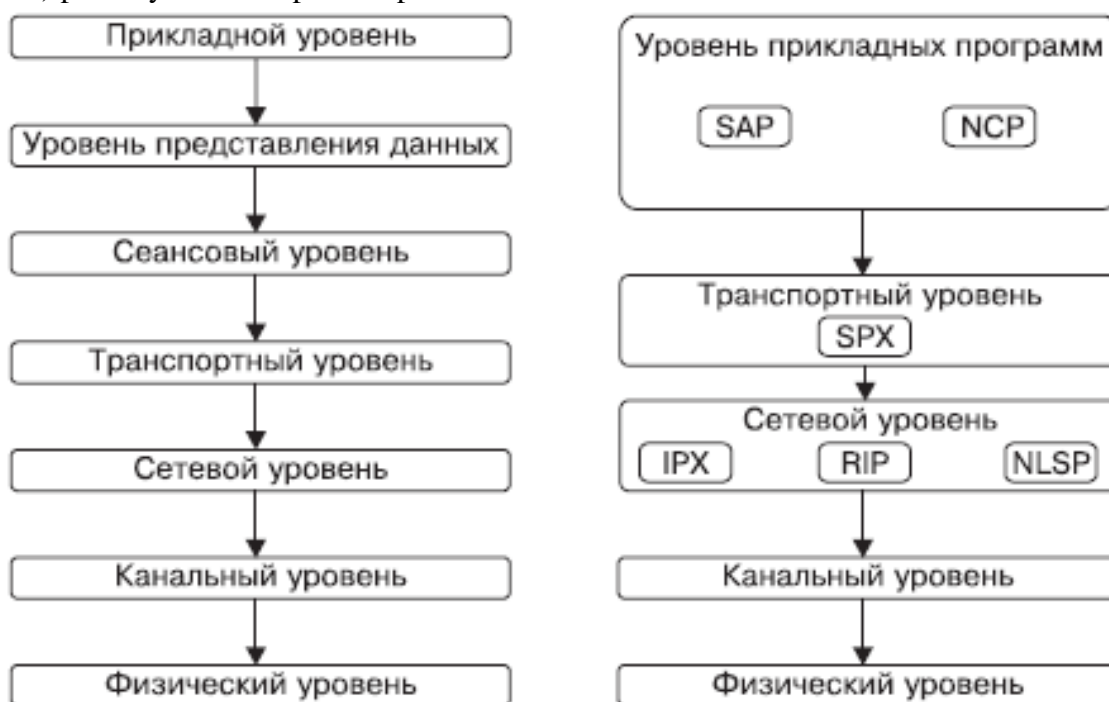 Прикладной уровень
Уровень представления данных
Сеансовый уровень
Транспортный уровень
Сетевой уровень
Канальный уровень
Физический уровень
Уровень прикладных программ
SAP NCP
Транспортный уровень
SPX
Сетевой уровень
IPX RIP NLSP
Канальный уровень
Физический уровень